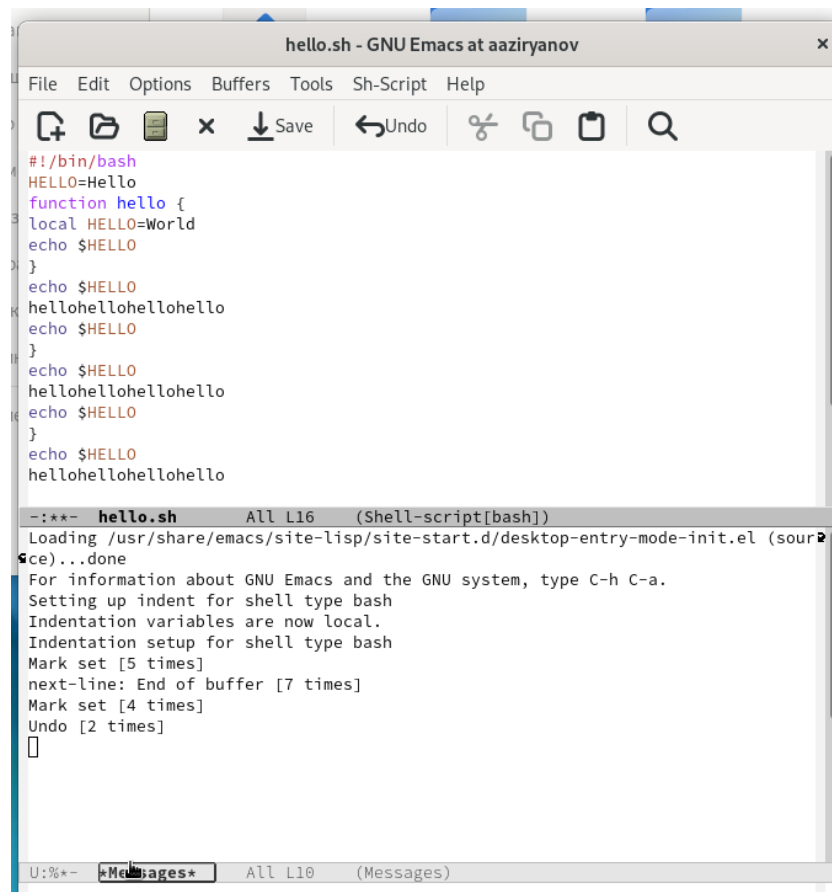 hello.sh - GNU Emacs at aaziryanov
File Edit Options Buffers Tools Sh-Script Help
Save Undo
#!/bin/bash
HELLO=Hello
function hello {
local HELLO=World
echo $HELLO
}
echo $HELLO
hellohellohellohello
echo $HELLO
}
echo $HELLO
hellohellohellohello
echo $HELLO
}
echo $HELLO
hellohellohellohello
-:**- hello.sh All L16 (Shell-script[bash])
Loading /usr/share/emacs/site-lisp/site-start.d/desktop-entry-mode-init.el (sour
ce)...done
For information about GNU Emacs and the GNU system, type C-h C-a.
Setting up indent for shell type bash
Indentation variables are now local.
Indentation setup for shell type bash
Mark set [5 times]
next-line: End of buffer [7 times]
Mark set [4 times]
Undo [2 times]
U:%*- *Messages* All L10 (Messages)